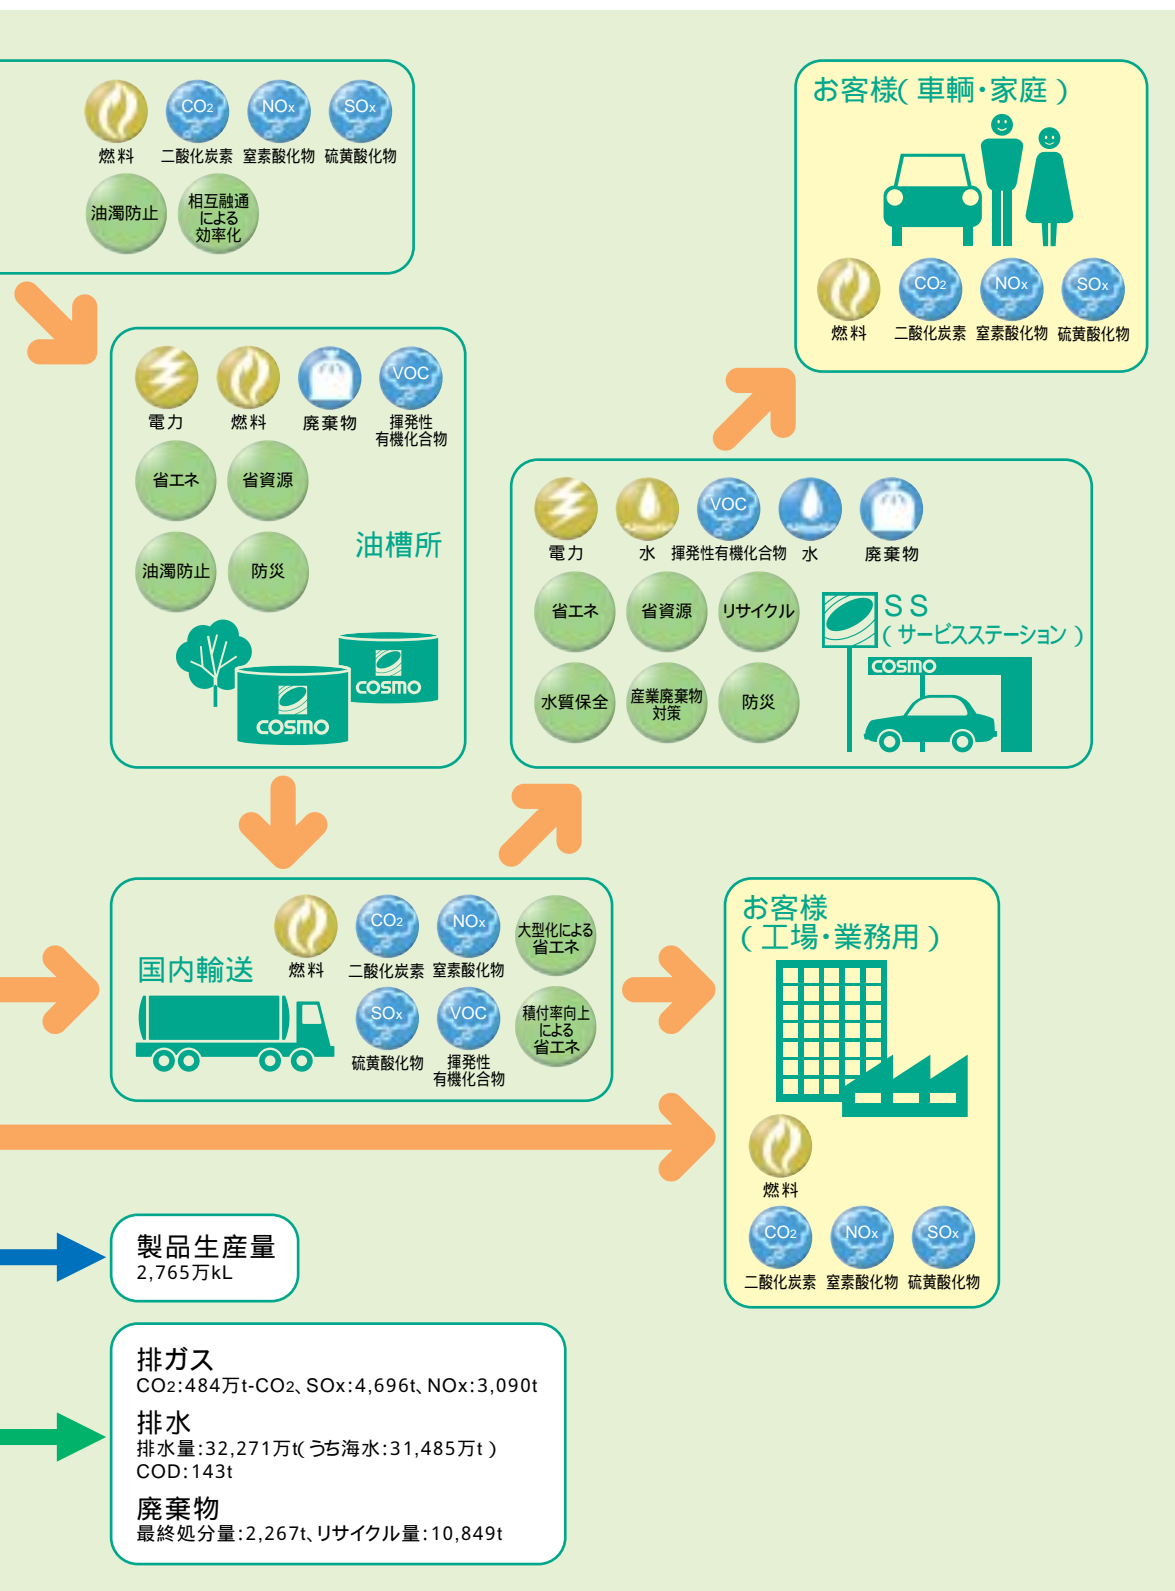 CO2
NOx
SOx
燃料
二酸化炭素
窒素酸化物
硫黄酸化物
油濁防止
相互融通
による
効率化
お客様(車輌・家庭)
CO2
NOx
SOx
燃料
二酸化炭素
窒素酸化物
硫黄酸化物
VOC
電力
燃料
廃棄物
揮発性
有機化合物
省エネ
省資源
油濁防止
防災
油槽所
COSMO
COSMO
VOC
電力
水
揮発性有機化合物
水
廃棄物
省エネ
省資源
リサイクル
水質保全
産業廃棄物
対策
防災
SS
(サービスステーション)
COSMO
国内輸送
CO2
NOx
燃料
二酸化炭素
窒素酸化物
SOx
VOC
硫黄酸化物
揮発性
有機化合物
大型化による
省エネ
積付率向上
による
省エネ
お客様
(工場・業務用)
燃料
CO2
NOx
SOx
二酸化炭素
窒素酸化物
硫黄酸化物
製品生産量
2,765万kL
排ガス
CO2:484万t-CO2、SOx:4,696t、NOx:3,090t
排水
排水量:32,271万t(うち海水:31,485万t)
COD:143t
廃棄物
最終処分量:2,267t、リサイクル量:10,849t